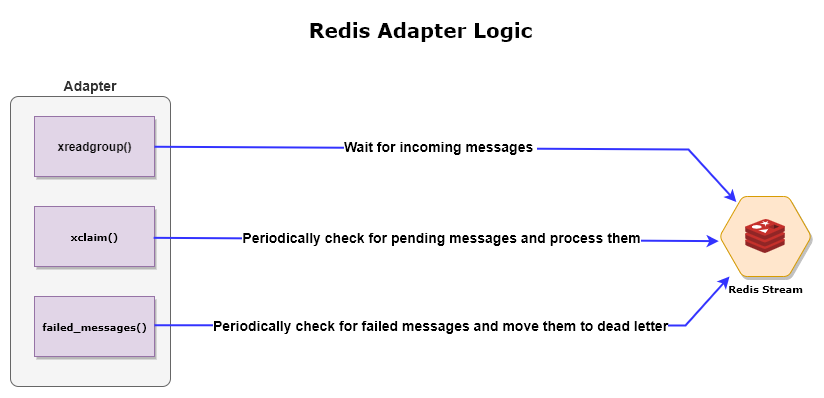 Redis Adapter Logic
Adapter
xreadgroup()
Wait for incoming messages
xclaim()
Periodically check for pending messages and process them
Redis Stream
failed_messages()
Periodically check for failed messages and move them to dead letter